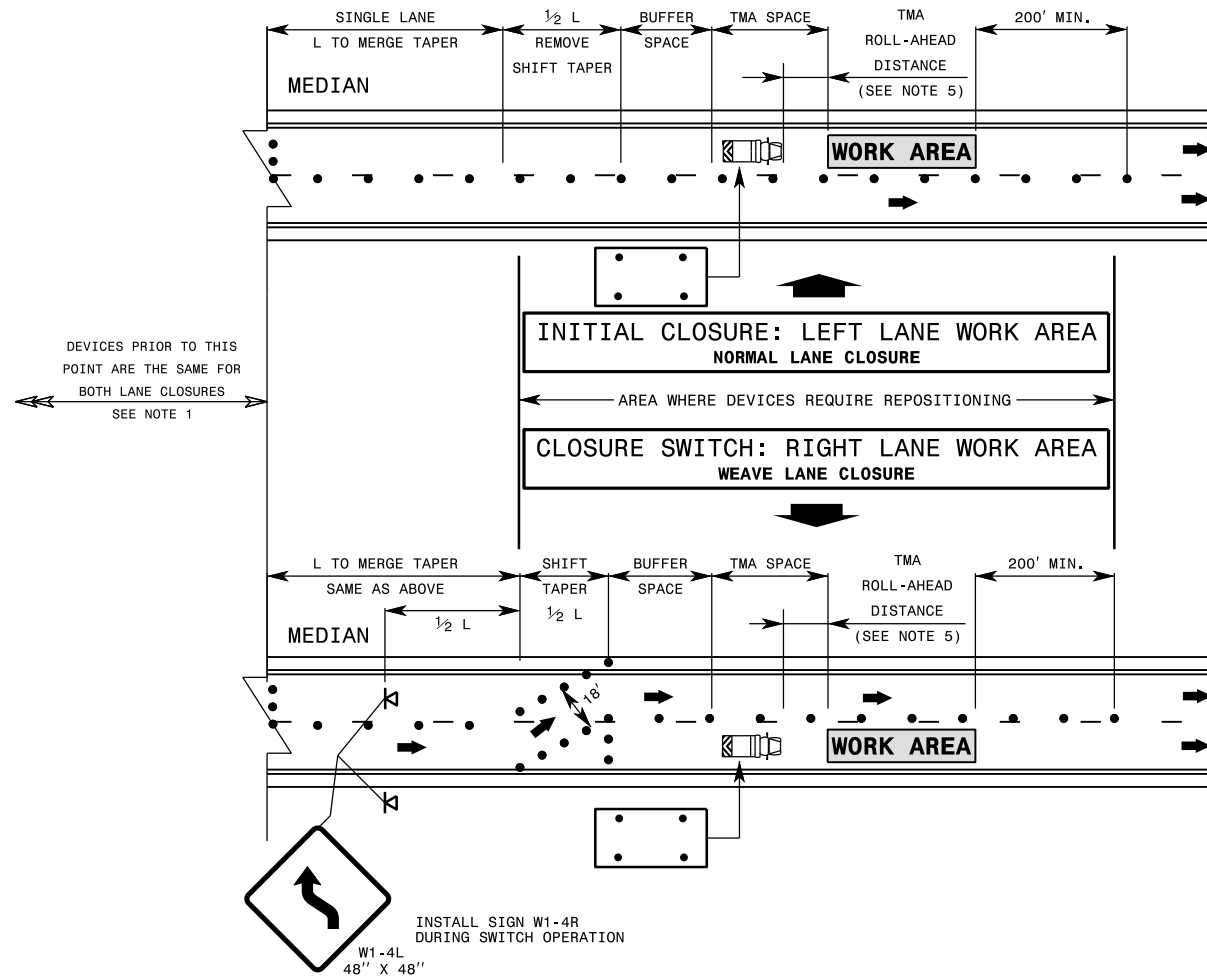 SINGLE LANE
L TO MERGE TAPER
½ L
REMOVE
SHIFT TAPER
BUFFER
SPACE
TMA SPACE
TMA
ROLL-AHEAD
DISTANCE
(SEE NOTE 5)
200' MIN.
MEDIAN
WORK AREA
INITIAL CLOSURE: LEFT LANE WORK AREA
NORMAL LANE CLOSURE
DEVICES PRIOR TO THIS
POINT ARE THE SAME FOR
BOTH LANE CLOSURES
SEE NOTE 1
AREA WHERE DEVICES REQUIRE REPOSITIONING
CLOSURE SWITCH: RIGHT LANE WORK AREA
WEAVE LANE CLOSURE
L TO MERGE TAPER
SAME AS ABOVE
½ L
SHIFT
TAPER
½ L
BUFFER
SPACE
TMA SPACE
TMA
ROLL-AHEAD
DISTANCE
(SEE NOTE 5)
200' MIN.
MEDIAN
18'
WORK AREA
INSTALL SIGN W1-4R
DURING SWITCH OPERATION
W1-4L
48" X 48"